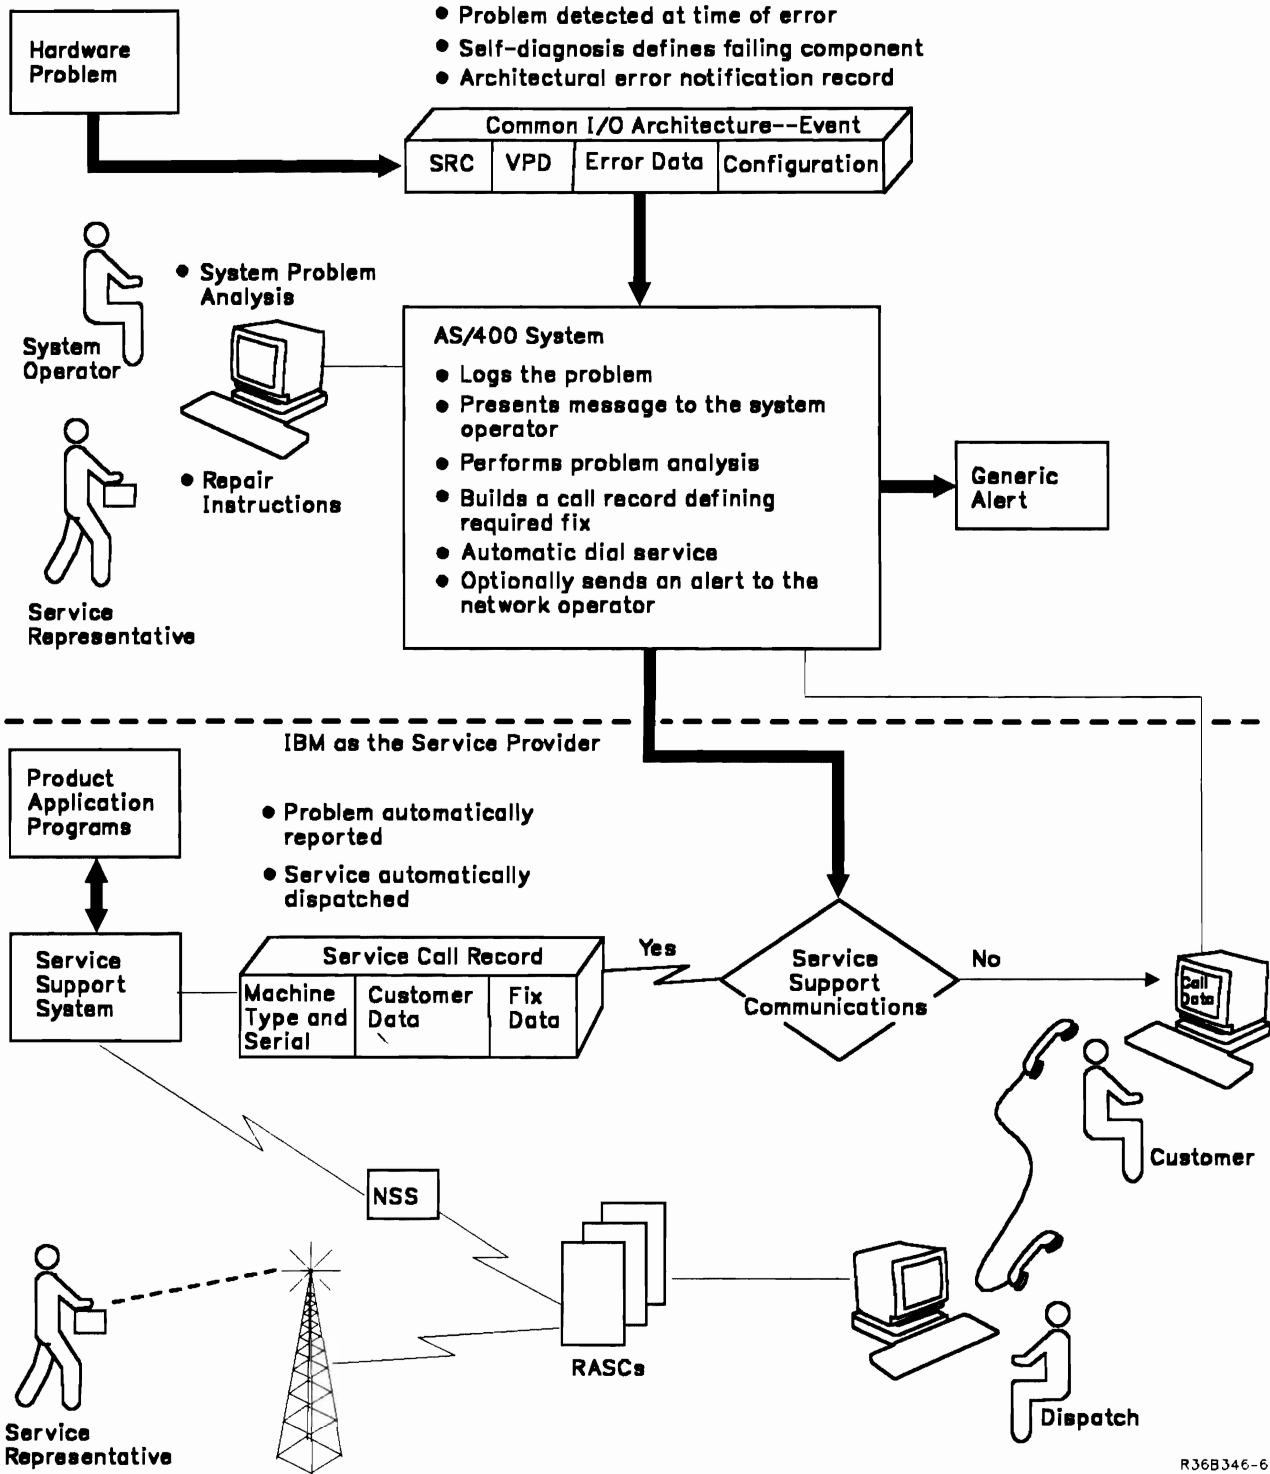 Hardware
Problem
● Problem detected at time of error
● Self-diagnosis defines failing component
● Architectural error notification record
Common I/O Architecture--Event
SRC
VPD
Error Data
Configuration
System
Operator
● System Problem
Analysis
● Repair
Instructions
Service
Representative
AS/400 System
● Logs the problem
● Presents message to the system
operator
● Performs problem analysis
● Builds a call record defining
required fix
● Automatic dial service
● Optionally sends an alert to the
network operator
Generic
Alert
IBM as the Service Provider
Product
Application
Programs
● Problem automatically
reported
● Service automatically
dispatched
Service
Support
System
Service Call Record
Machine
Type and
Serial
Customer
Data
Fix
Data
Yes
Service
Support
Communications
No
Call
Data
Customer
NSS
RASCs
Dispatch
Service
Representative
R36B346-6